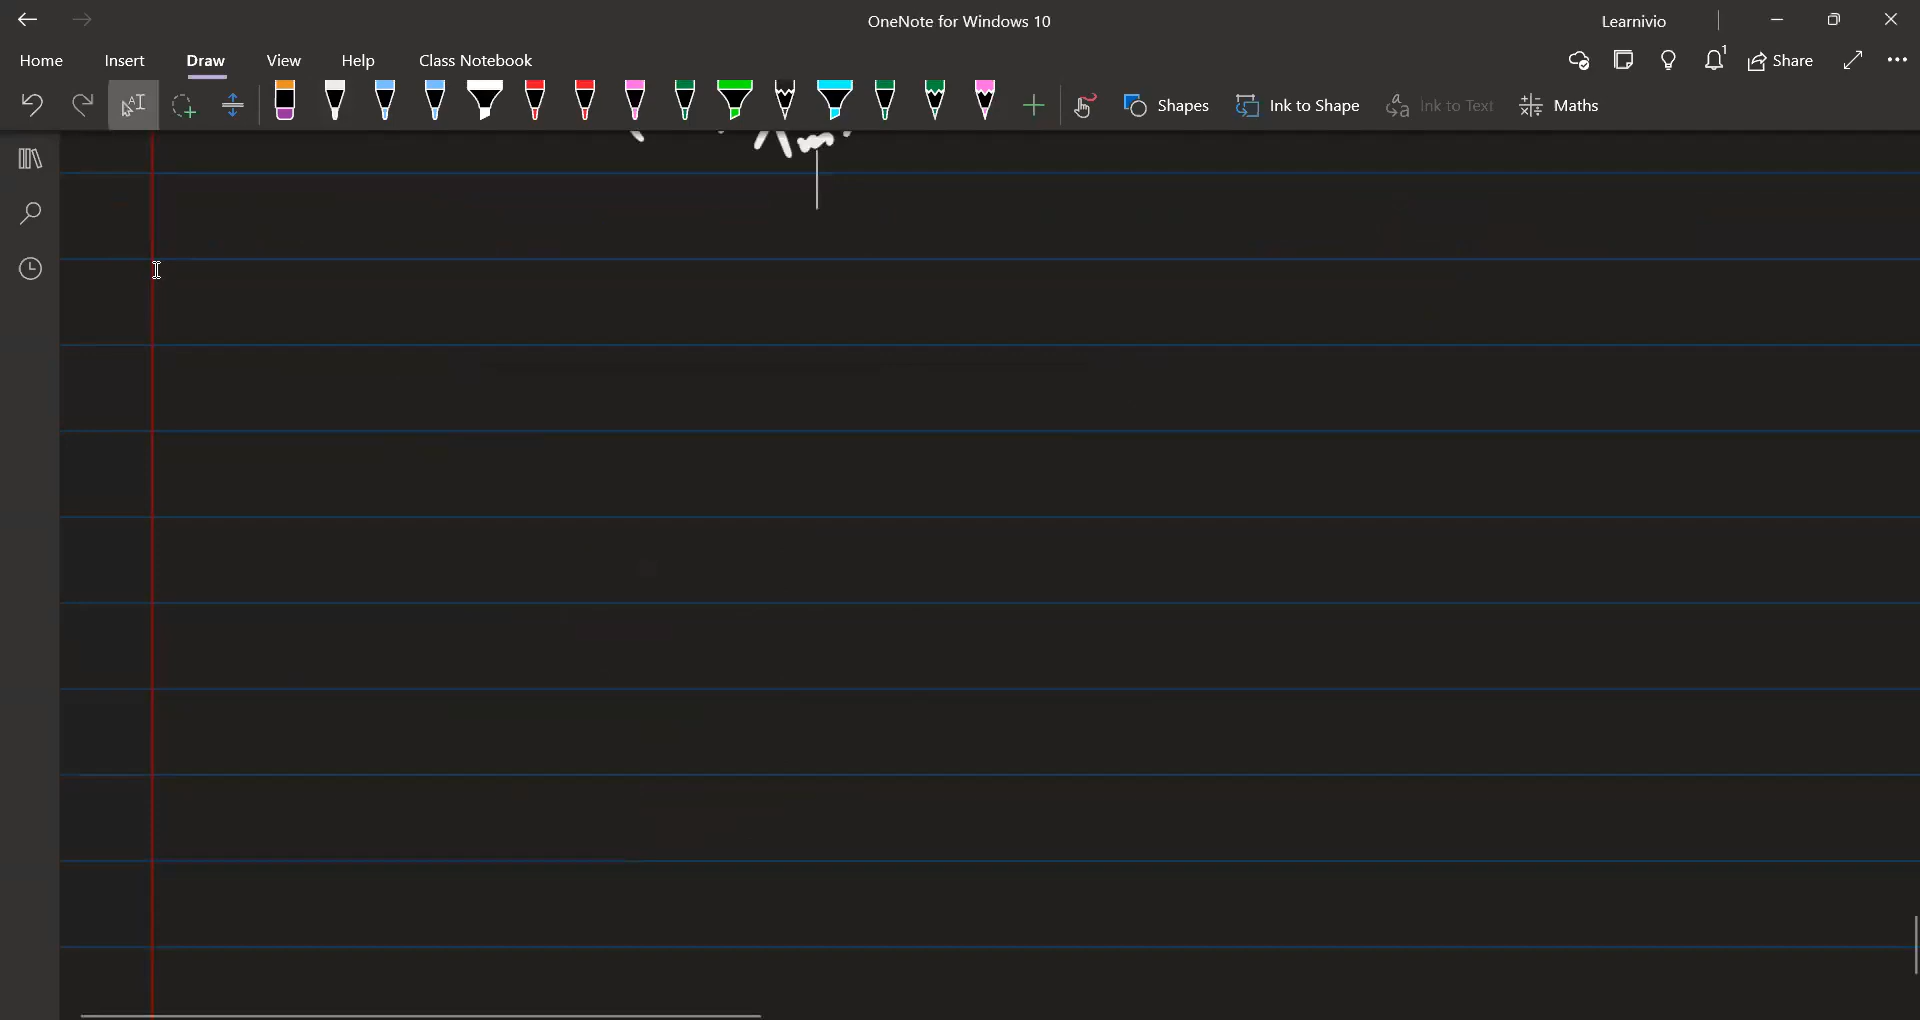 OneNote for Windows 10
Learnivio
Home Insert Draw View Help Class Notebook
1
Share
Shapes Ink to Shape Ink to Text Maths